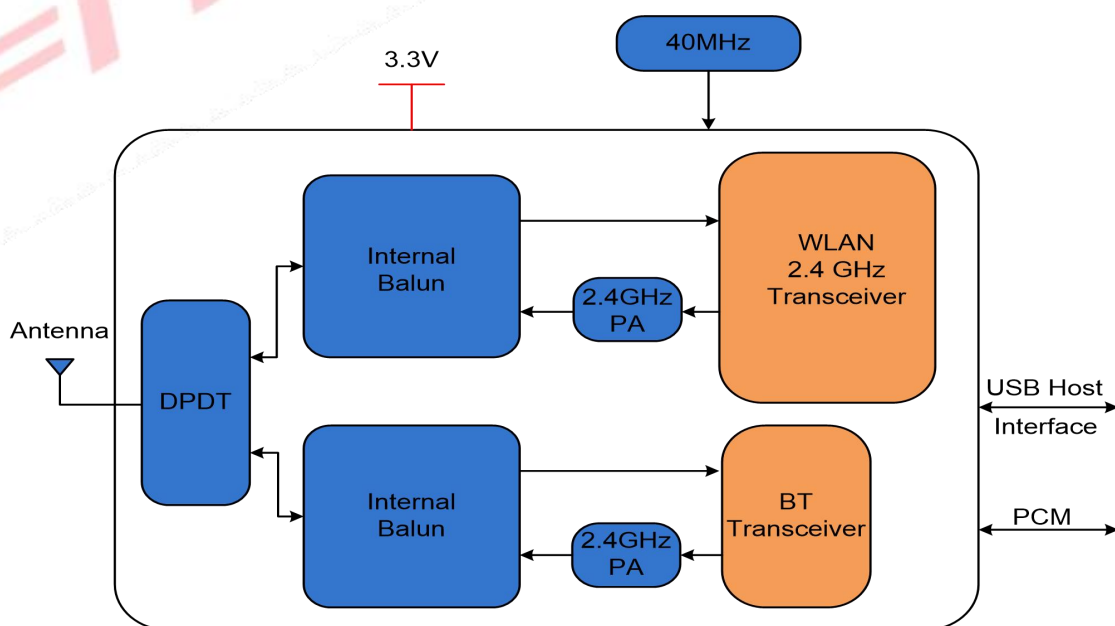 40MHz
3.3V
Internal
Balun
WLAN
2.4 GHz
Transceiver
2.4GHz
PA
Antenna
DPDT
USB Host
Interface
Internal
Balun
BT
Transceiver
2.4GHz
PA
PCM